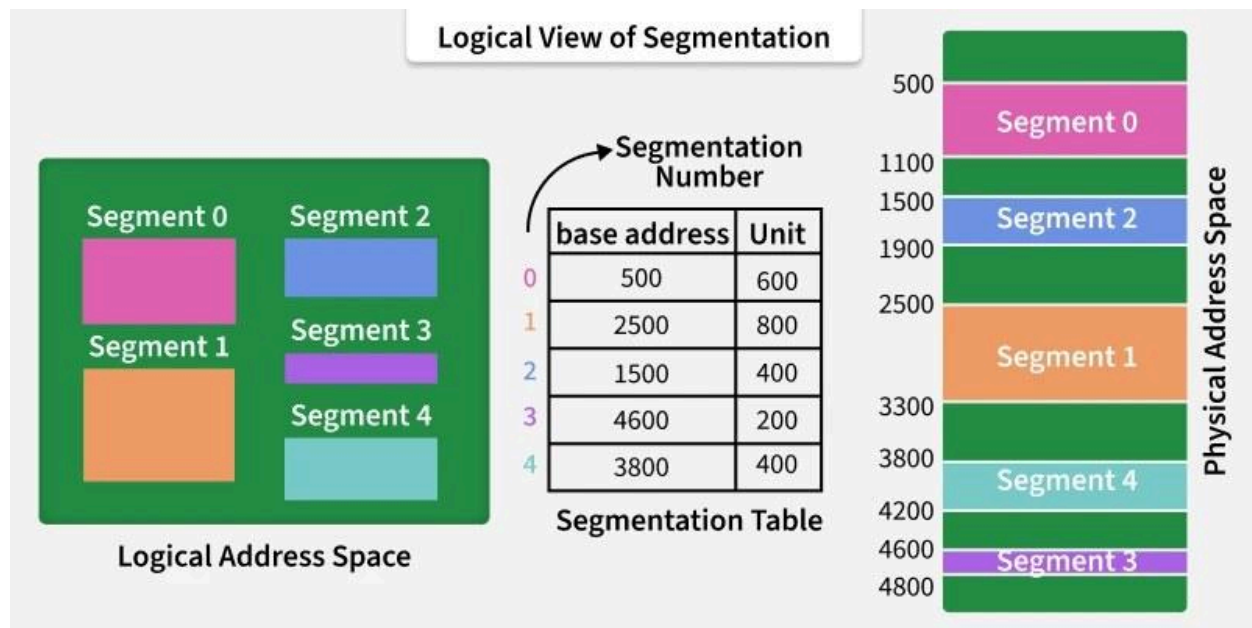 Logical View of Segmentation
Segment 0
Segment 2
Segment 1
Segment 3
Segment 4
Logical Address Space
Segmentation
Number
base address Unit
0 500 600
1 2500 800
2 1500 400
3 4600 200
4 3800 400
Segmentation Table
500
Segment 0
1100
1500
Segment 2
1900
2500
Segment 1
3300
3800
Segment 4
4200
4600
Segment 3
4800
Physical Address Space